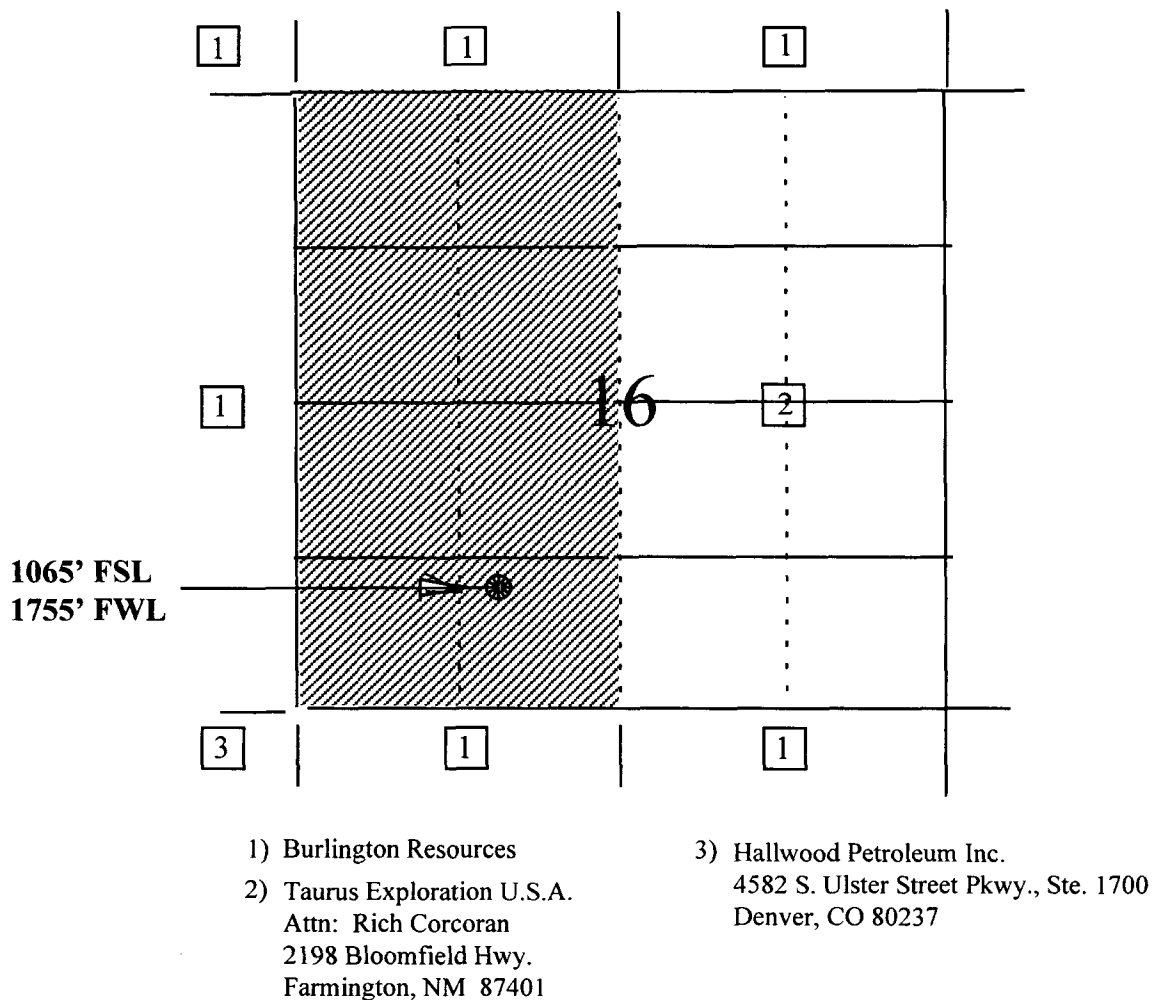 1 1 1
1 16 2
1065' FSL
1755' FWL
3 1 1
1) Burlington Resources
2) Taurus Exploration U.S.A.
Attn: Rich Corcoran
2198 Bloomfield Hwy.
Farmington, NM 87401
3) Hallwood Petroleum Inc.
4582 S. Ulster Street Pkwy., Ste. 1700
Denver, CO 80237